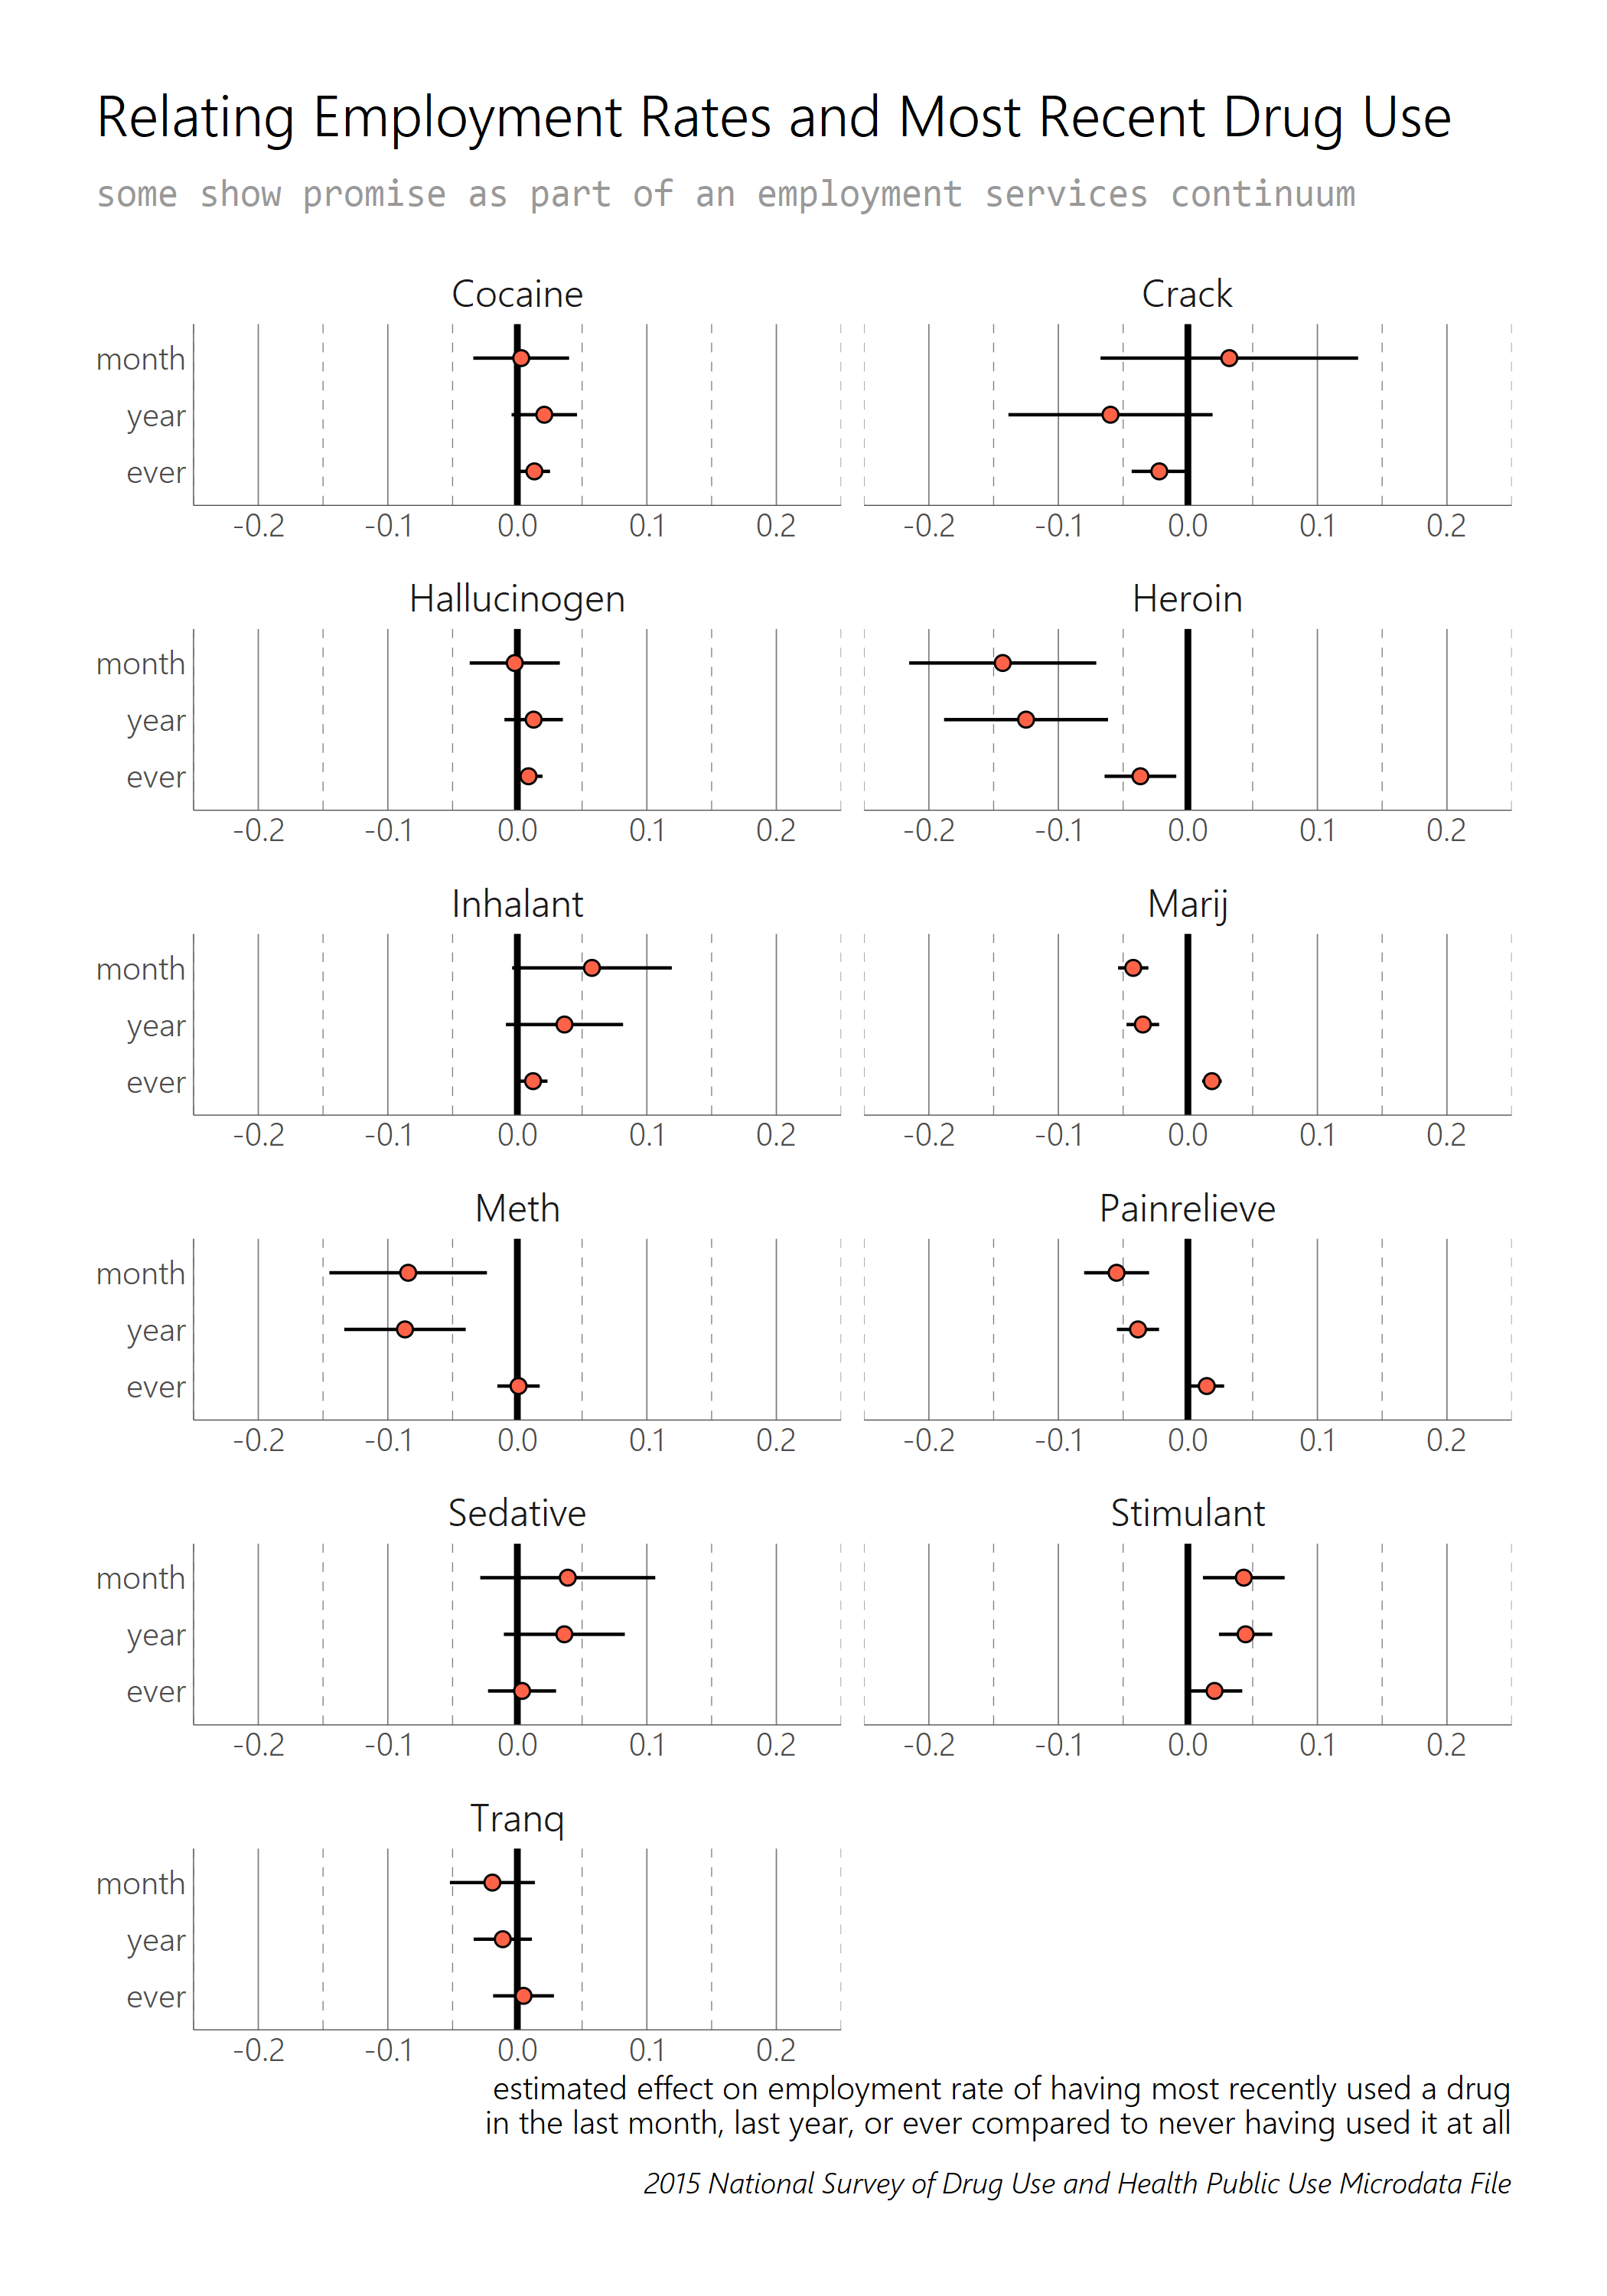 Relating Employment Rates and Most Recent Drug Use
some show promise as part of an employment services continuum
Cocaine
month
year
ever
-0.2 -0.1 0.0 0.1 0.2
Crack
-0.2 -0.1 0.0 0.1 0.2
Hallucinogen
month
year
ever
-0.2 -0.1 0.0 0.1 0.2
Heroin
-0.2 -0.1 0.0 0.1 0.2
Inhalant
month
year
ever
-0.2 -0.1 0.0 0.1 0.2
Marij
-0.2 -0.1 0.0 0.1 0.2
Meth
month
year
ever
-0.2 -0.1 0.0 0.1 0.2
Painrelieve
-0.2 -0.1 0.0 0.1 0.2
Sedative
month
year
ever
-0.2 -0.1 0.0 0.1 0.2
Stimulant
-0.2 -0.1 0.0 0.1 0.2
Tranq
month
year
ever
-0.2 -0.1 0.0 0.1 0.2
estimated effect on employment rate of having most recently used a drug
in the last month, last year, or ever compared to never having used it at all
2015 National Survey of Drug Use and Health Public Use Microdata File